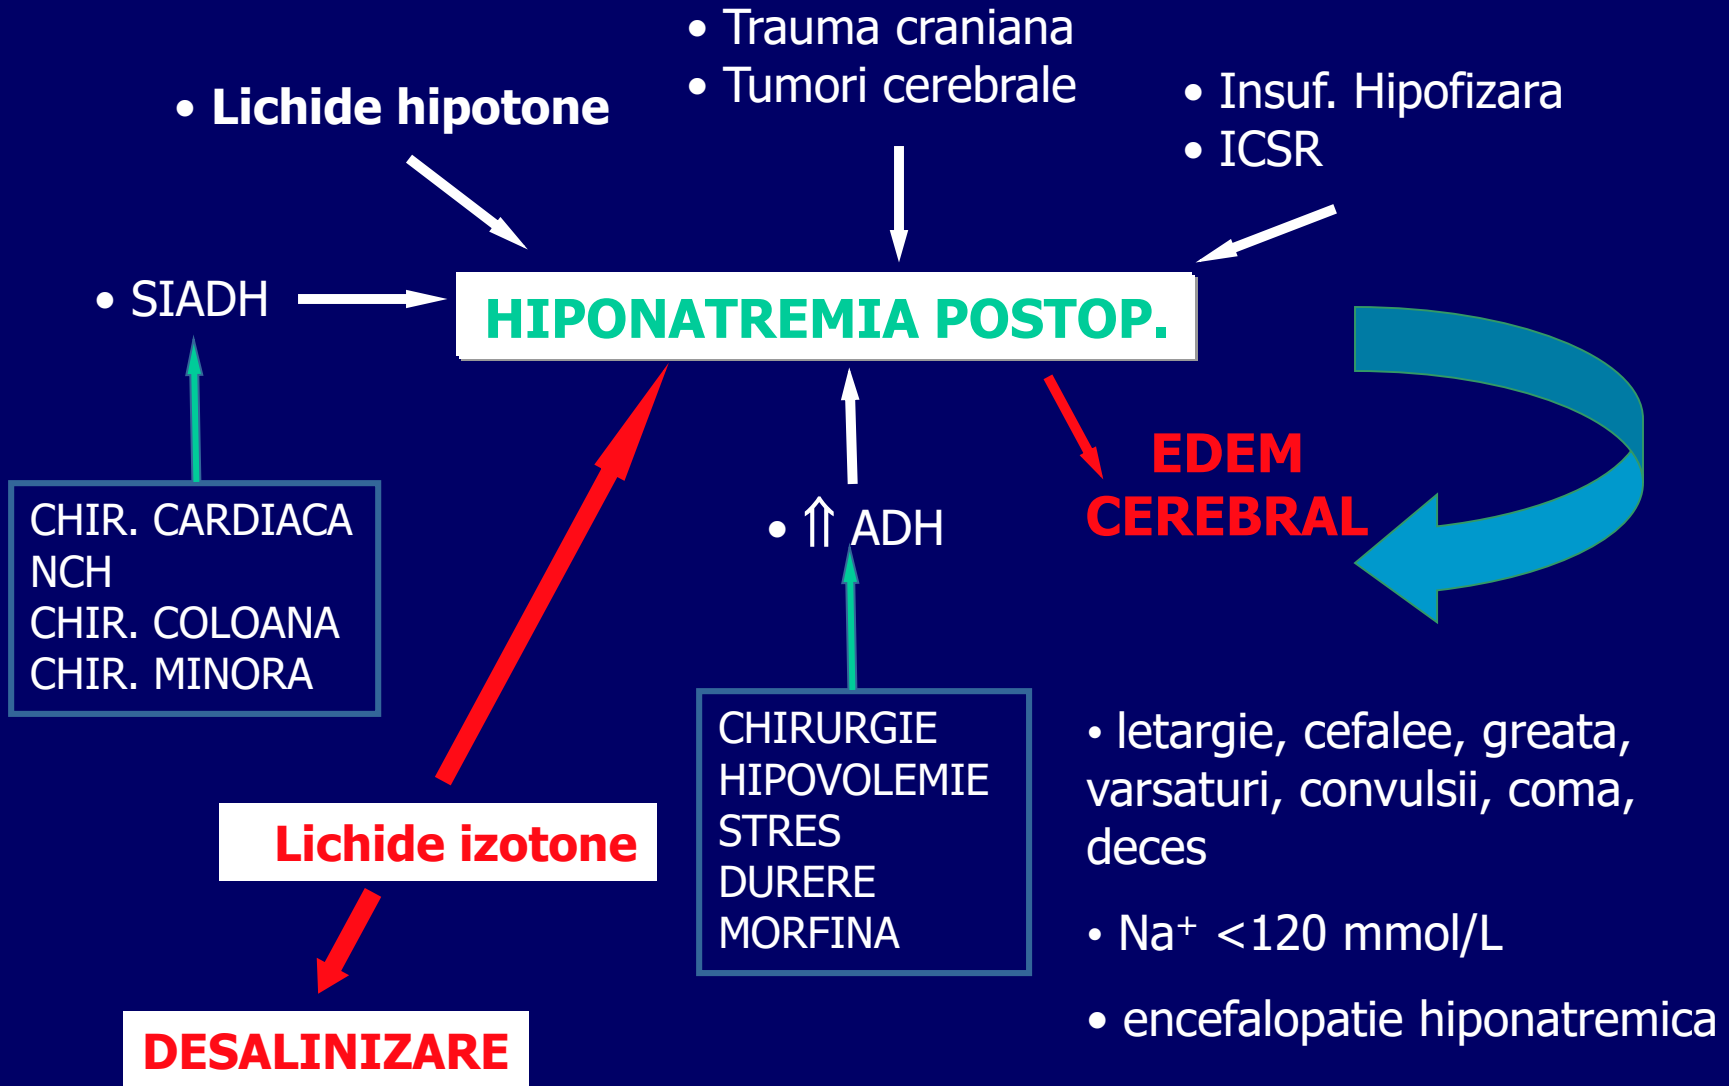 • Trauma craniana
• Tumori cerebrale
• Lichide hipotone
• Insuf. Hipofizara
• ICSR
• SIADH
HIPONATREMIA POSTOP.
EDEM
CEREBRAL
CHIR. CARDIACA
NCH
CHIR. COLOANA
CHIR. MINORA
• ⇑ ADH
CHIRURGIE
HIPOVOLEMIE
STRES
DURERE
MORFINA
• letargie, cefalee, greata,
varsaturi, convulsii, coma,
deces
• Na⁺ <120 mmol/L
• encefalopatie hiponatremica
Lichide izotone
DESALINIZARE